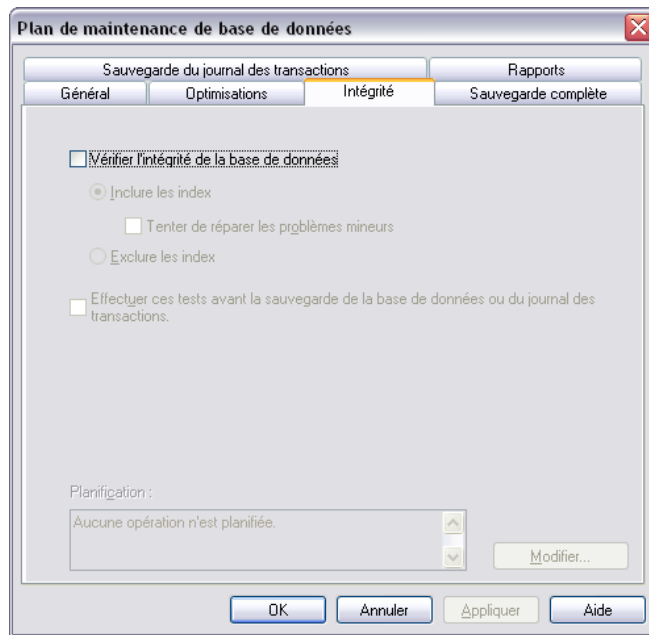 Plan de maintenance de base de données
Sauvegarde du journal des transactions
Rapports
Général
Optimisations
Intégrité
Sauvegarde complète
Vérifier l'intégrité de la base de données
Inclure les index
Tenter de réparer les problèmes mineurs
Exclure les index
Effectuer ces tests avant la sauvegarde de la base de données ou du journal des
transactions.
Planification :
Aucune opération n'est planifiée.
Modifier...
OK
Annuler
Appliquer
Aide